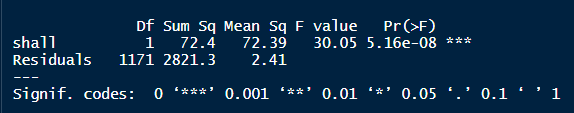 Df Sum Sq Mean Sq F value Pr(>F)
shall 1 72.4 72.39 30.05 5.16e-08 ***
Residuals 1171 2821.3 2.41
---
Signif. codes: 0 ‘***’ 0.001 ‘**’ 0.01 ‘*’ 0.05 ‘.’ 0.1 ‘ ’ 1